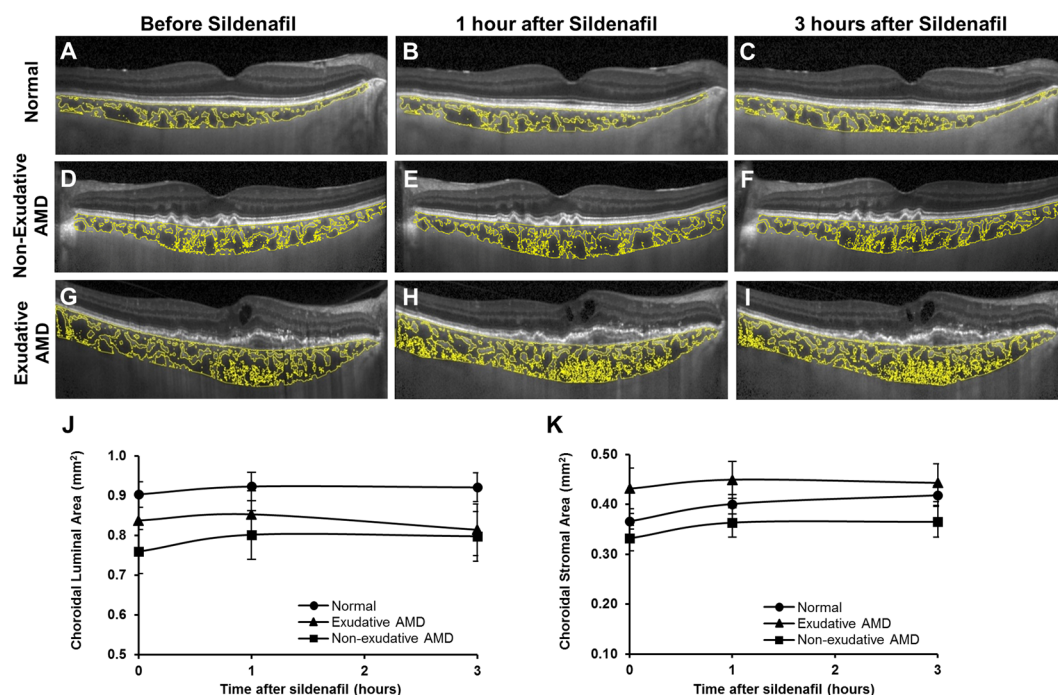 Before Sildenafil
1 hour after Sildenafil
3 hours after Sildenafil
Normal
A
B
C
Non-Exudative
AMD
D
E
F
Exudative
AMD
G
H
I
J
Choroidal Luminal Area (mm²)
1.0
0.9
0.8
0.7
0.6
0.5
Normal
Exudative AMD
Non-exudative AMD
0
1
2
3
Time after sildenafil (hours)
K
Choroidal Stromal Area (mm²)
0.50
0.40
0.30
0.20
0.10
Normal
Exudative AMD
Non-exudative AMD
0
1
2
3
Time after sildenafil (hours)